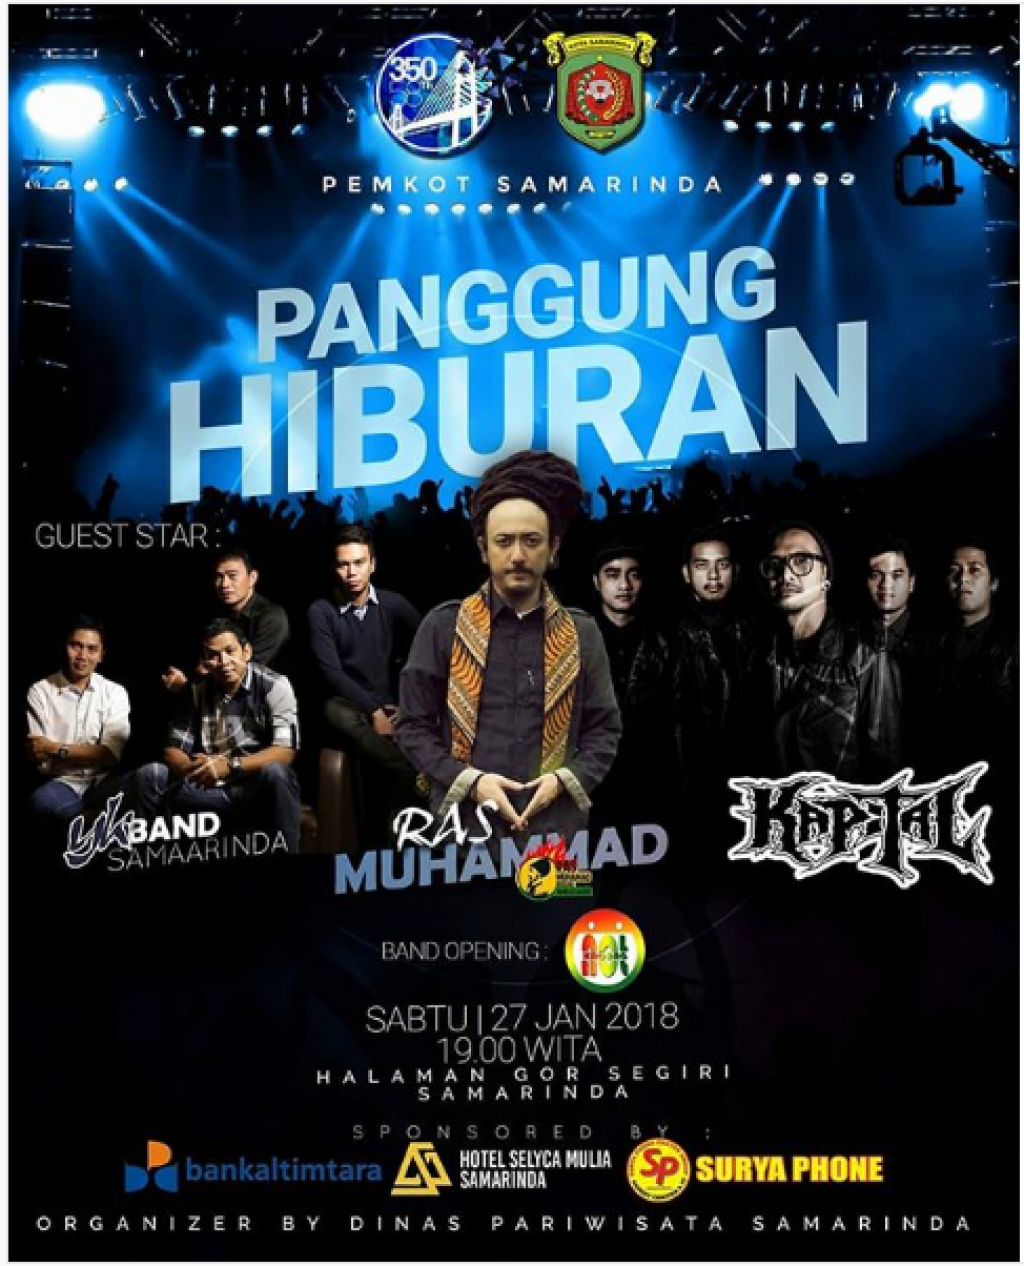 350
PEMKOT SAMARINDA
PANGGUNG
HIBURAN
GUEST STAR :
BAND
SAMAARINDA
RAS
MUHAMMAD
KAPITAL
BAND OPENING :
SABTU | 27 JAN 2018
19.00 WITA
HALAMAN GOR SEGIRI
SAMARINDA
SPONSORED BY :
bankaltimtara
HOTEL SELYCA MULIA
SAMARINDA
SP
SURYA PHONE
ORGANIZER BY DINAS PARIWISATA SAMARINDA